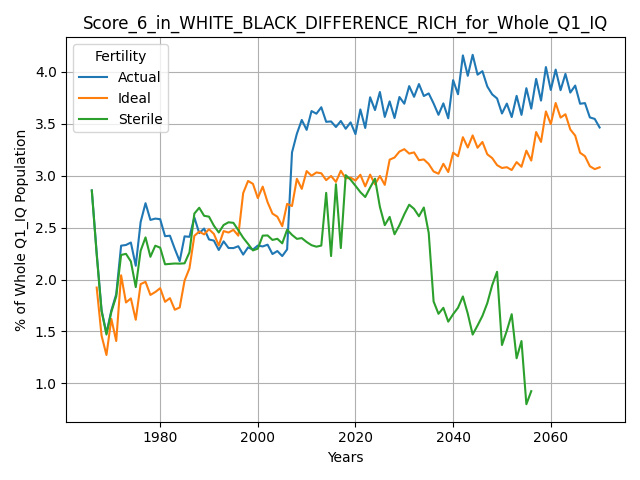 Score_6_in_WHITE_BLACK_DIFFERENCE_RICH_for_Whole_Q1_IQ
Fertility
Actual
Ideal
Sterile
% of Whole Q1_IQ Population
4.0
3.5
3.0
2.5
2.0
1.5
1.0
1980
2000
2020
2040
2060
Years